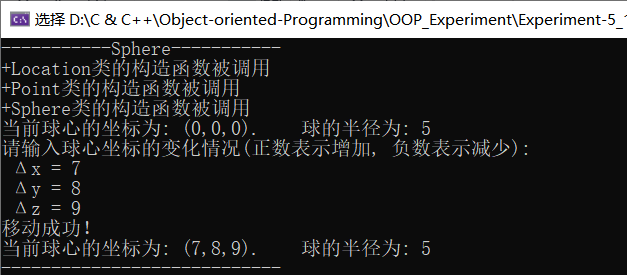 选择 D:\C & C++\Object-oriented-Programming\OOP_Experiment\Experiment-5_1
-----------Sphere-----------
+Location类的构造函数被调用
+Point类的构造函数被调用
+Sphere类的构造函数被调用
当前球心的坐标为: (0,0,0).    球的半径为: 5
请输入球心坐标的变化情况(正数表示增加, 负数表示减少):
Δx = 7
Δy = 8
Δz = 9
移动成功!
当前球心的坐标为: (7,8,9).    球的半径为: 5
----------------------------